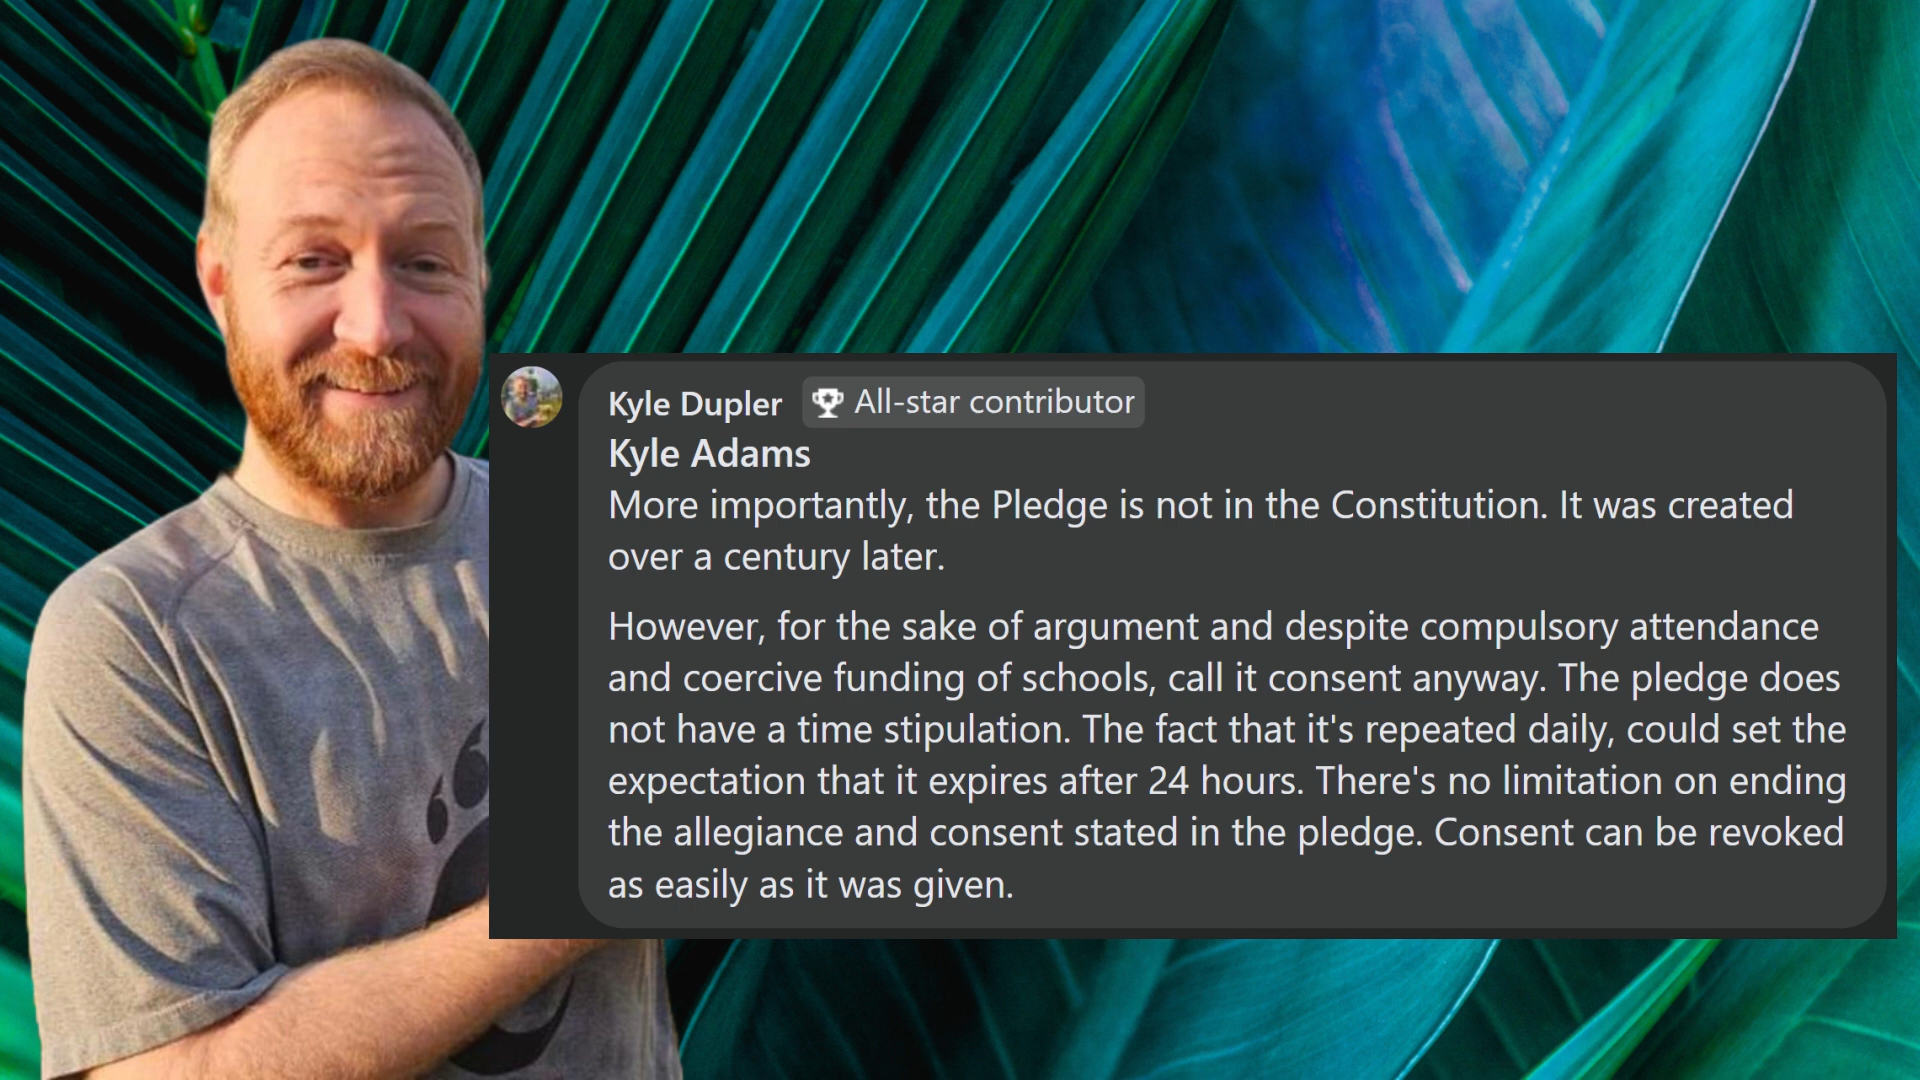 Kyle Dupler All-star contributor
Kyle Adams
More importantly, the Pledge is not in the Constitution. It was created
over a century later.
However, for the sake of argument and despite compulsory attendance
and coercive funding of schools, call it consent anyway. The pledge does
not have a time stipulation. The fact that it's repeated daily, could set the
expectation that it expires after 24 hours. There's no limitation on ending
the allegiance and consent stated in the pledge. Consent can be revoked
as easily as it was given.